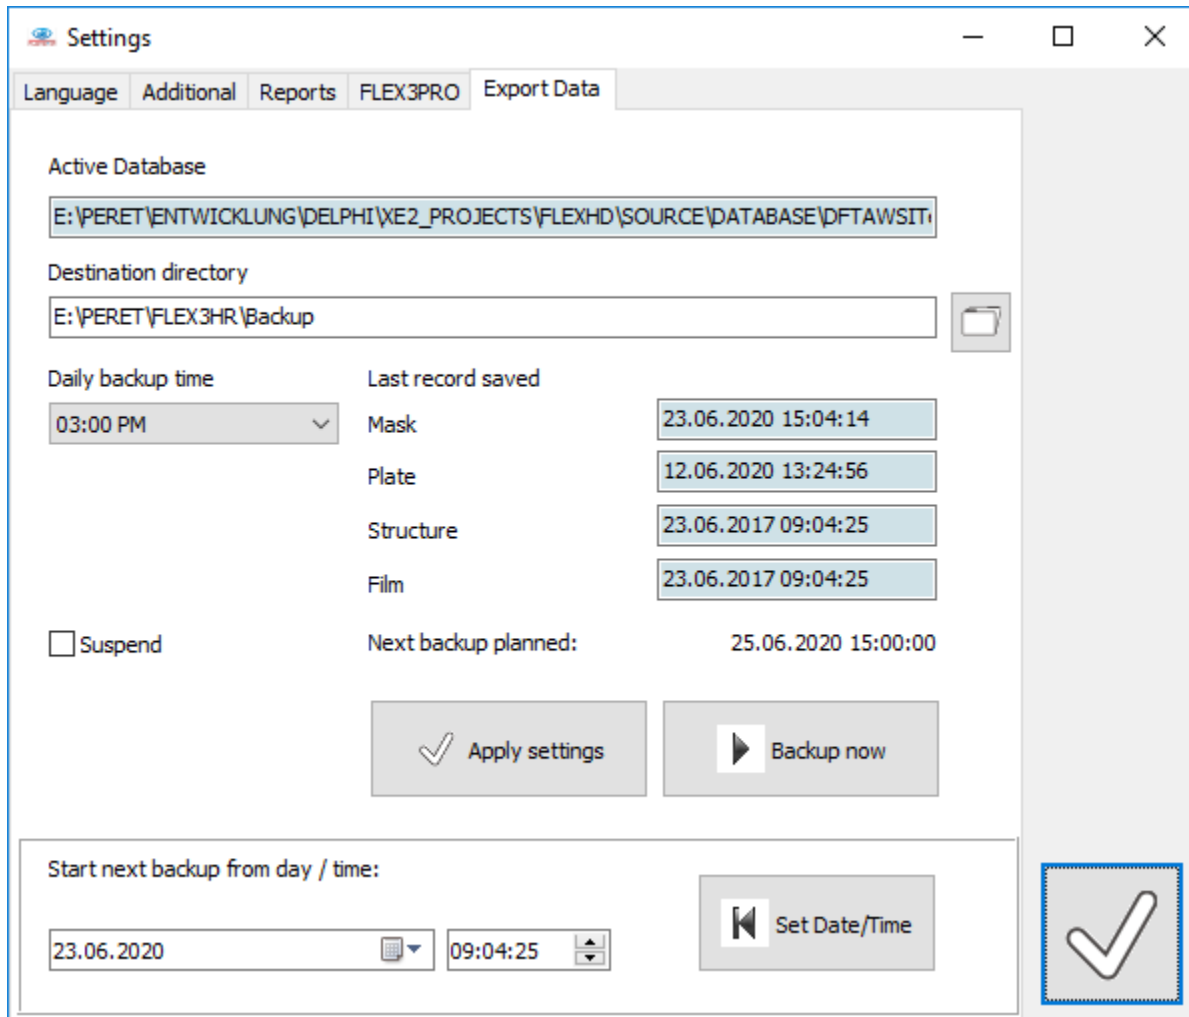 Settings
Language Additional Reports FLEX3PRO Export Data
Active Database
E:\PERET\ENTWICKLUNG\DELPHI\XE2_PROJECTS\FLEXHD\SOURCE\DATABASE\DFTAWSIT
Destination directory
E:\PERET\FLEX3HR\Backup
Daily backup time Last record saved
03:00 PM Mask 23.06.2020 15:04:14
Plate 12.06.2020 13:24:56
Structure 23.06.2017 09:04:25
Film 23.06.2017 09:04:25
Suspend Next backup planned: 25.06.2020 15:00:00
Apply settings Backup now
Start next backup from day / time:
Set Date/Time
23.06.2020 09:04:25